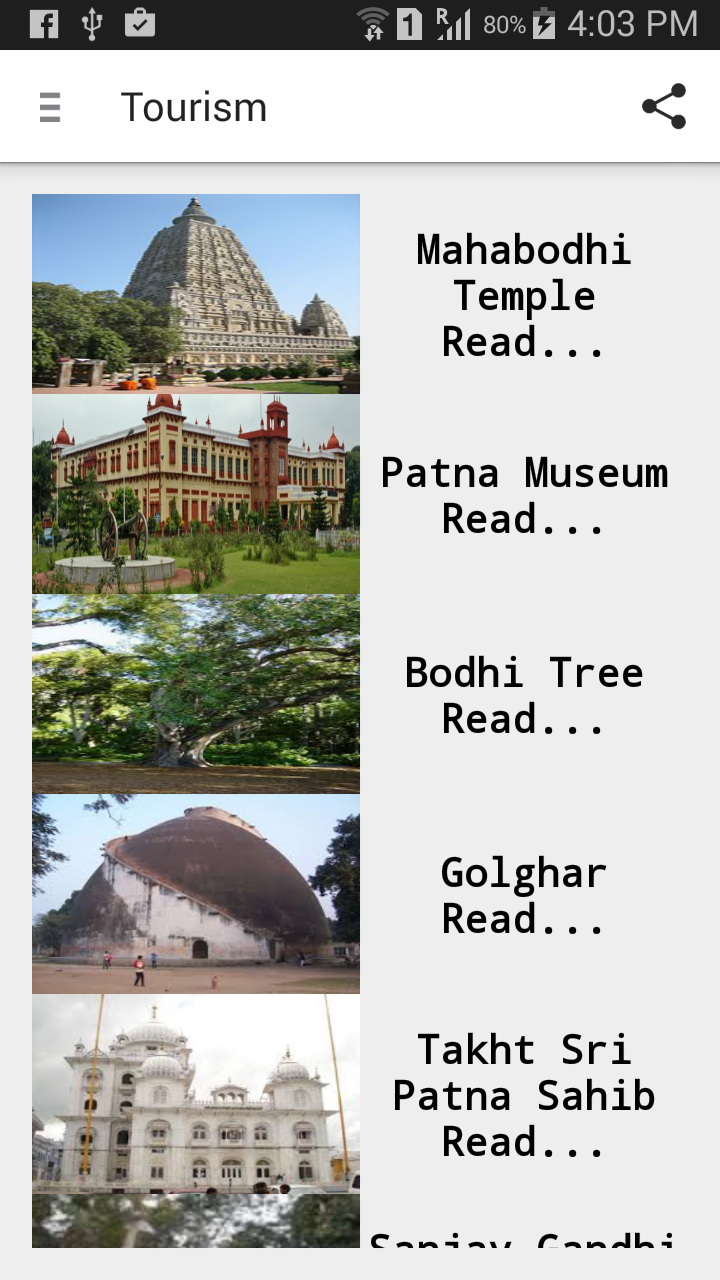 1 R 80% 4:03 PM
Tourism
Mahabodhi
Temple
Read...
Patna Museum
Read...
Bodhi Tree
Read...
Golghar
Read...
Takht Sri
Patna Sahib
Read...
Sanjay Gandhi